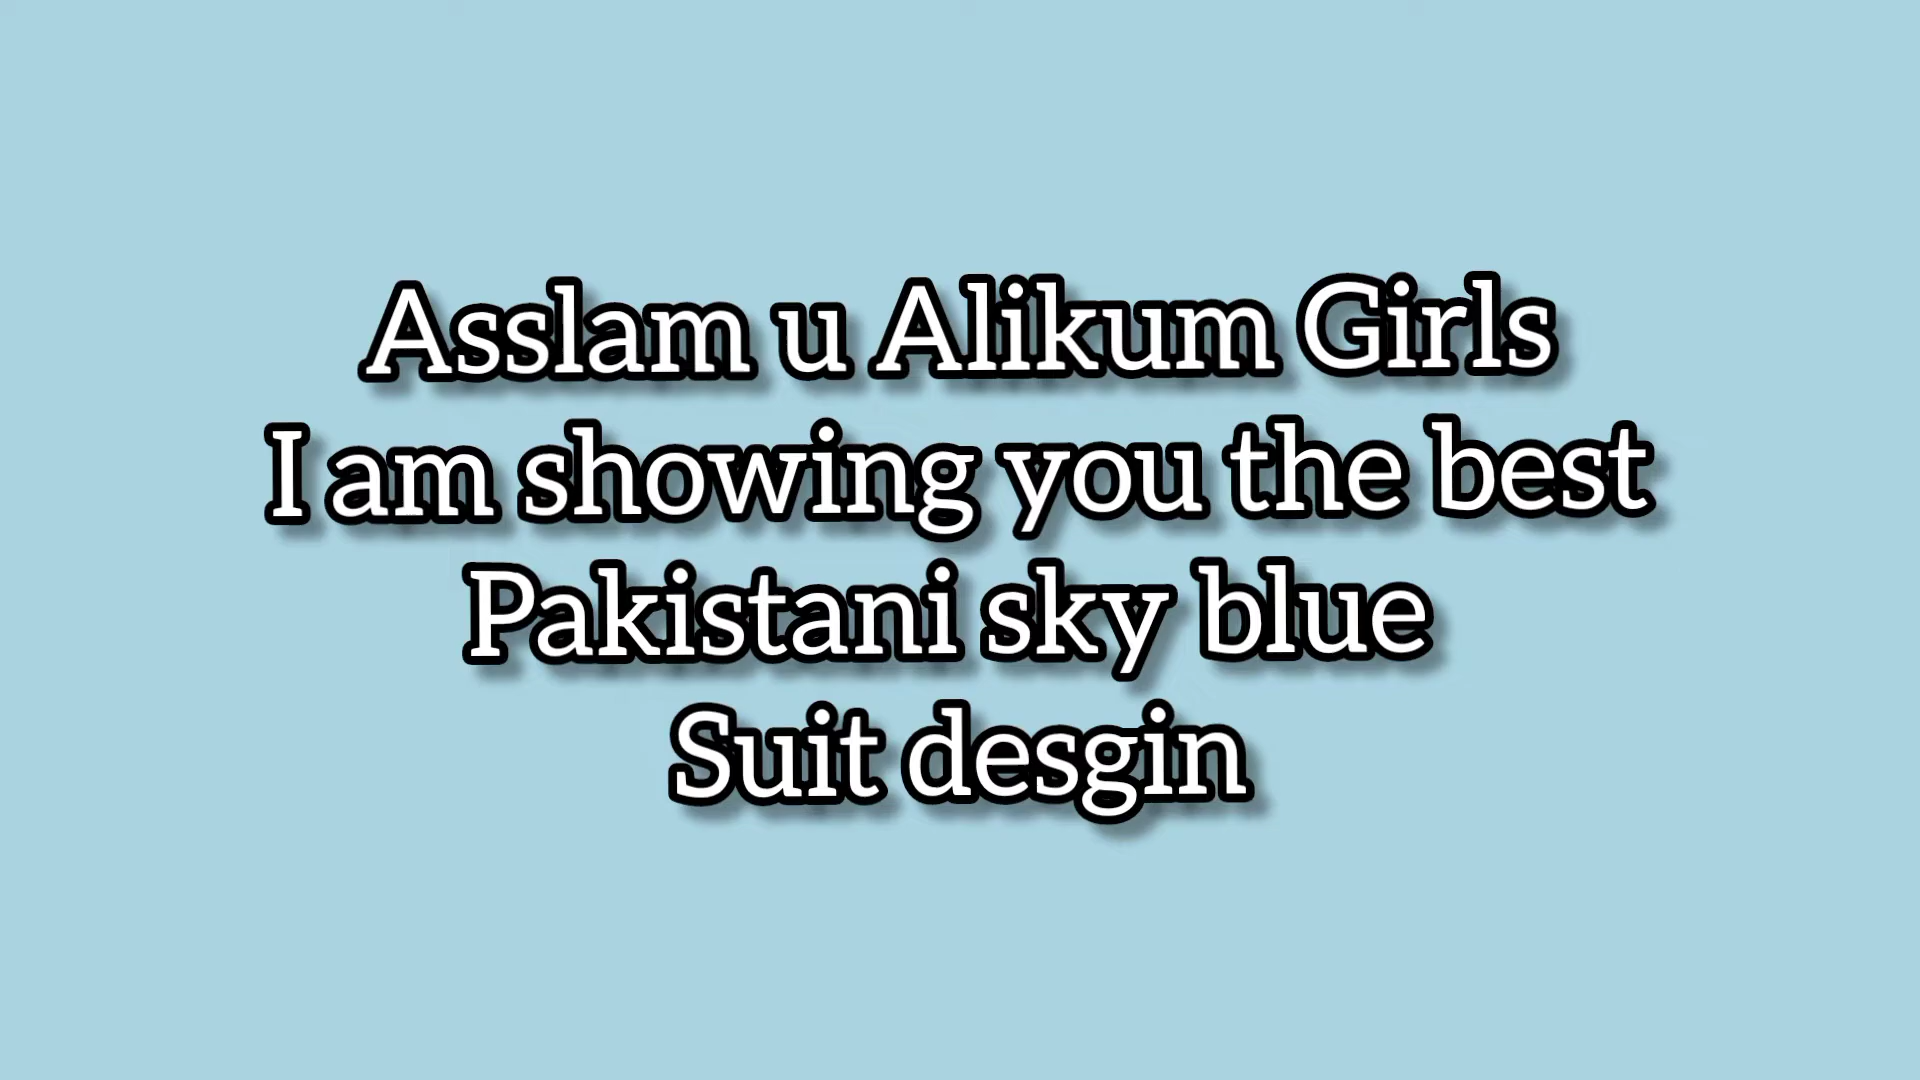 Asslam u Alikum Girls
I am showing you the best
Pakistani sky blue
Suit desgin